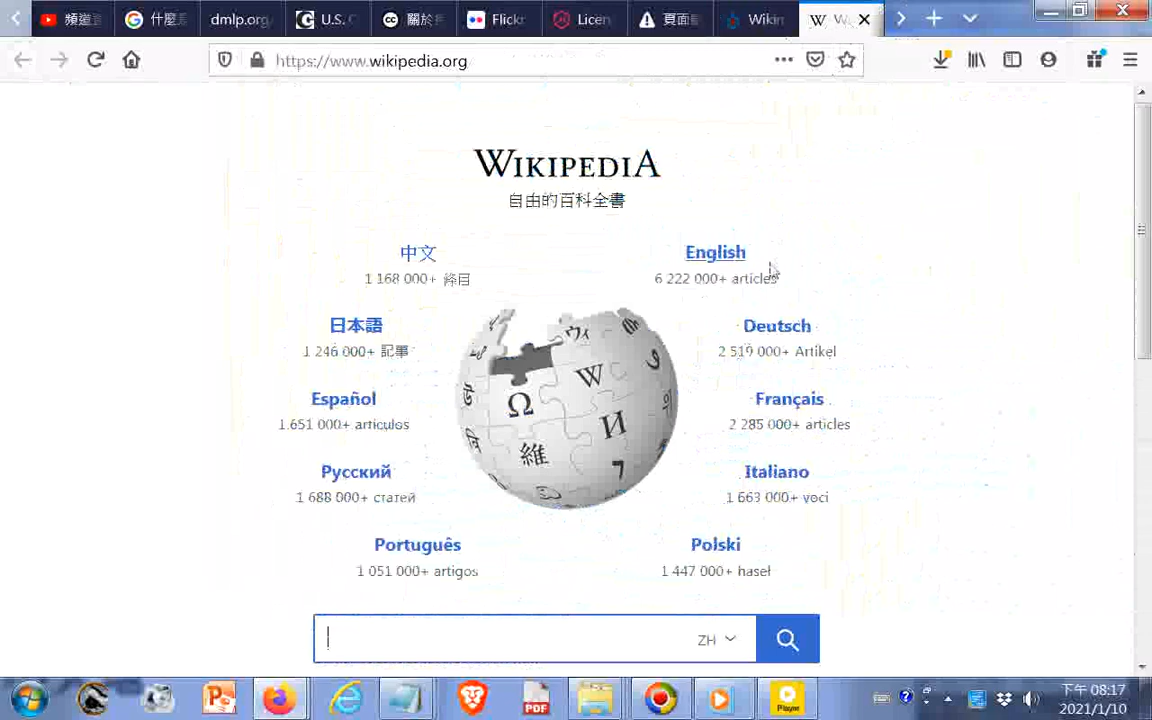 什麼
dmlp.org
U.S. C
關於
Flickr
Licen
Wikin
W
https://www.wikipedia.org
WIKIPEDIA
自由的百科全書
中文
1 168 000+ 條目
English
6 222 000+ articles
日本語
1 246 000+ 記事
Deutsch
2 519 000+ Artikel
Español
1 651 000+ artículos
Français
2 285 000+ articles
Русский
1 688 000+ статей
Italiano
1 663 000+ voci
Português
1 051 000+ artigos
Polski
1 447 000+ haseł
Ω W И 維
ZH
PDF
Player
下午 08:17
2021/1/10